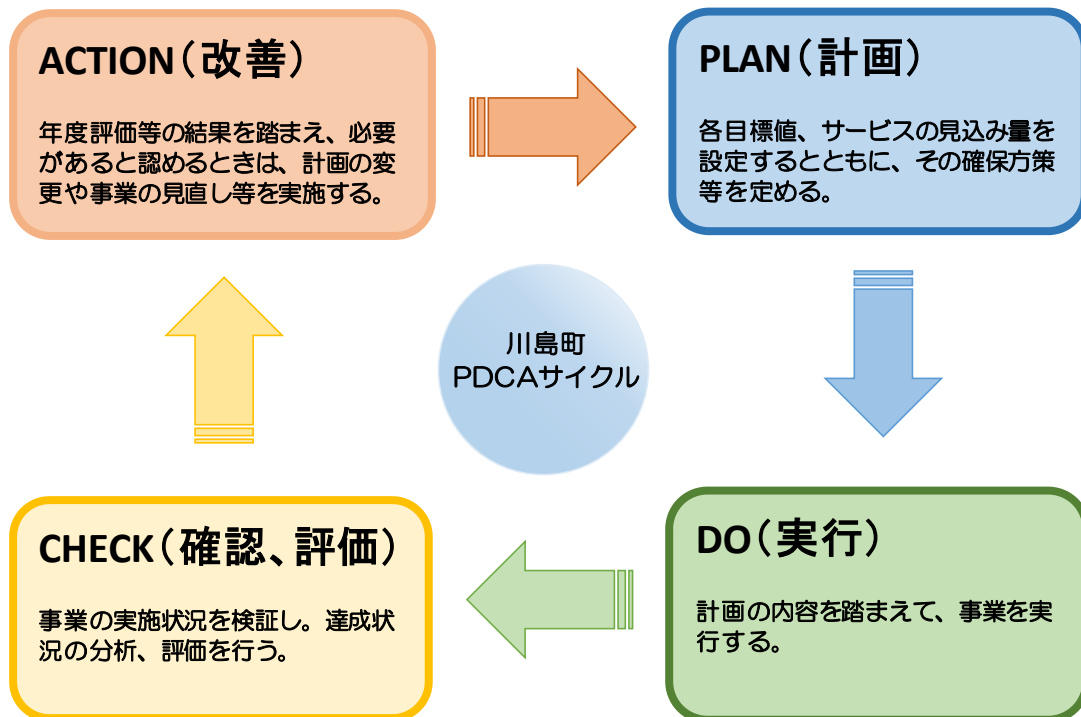 ACTION（改善）
年度評価等の結果を踏まえ、必要
があると認めるときは、計画の変
更や事業の見直し等を実施する。
PLAN（計画）
各目標値、サービスの見込み量を
設定するとともに、その確保方策
等を定める。
川島町
PDCAサイクル
CHECK（確認、評価）
事業の実施状況を検証し。達成状
況の分析、評価を行う。
DO（実行）
計画の内容を踏まえて、事業を実
行する。